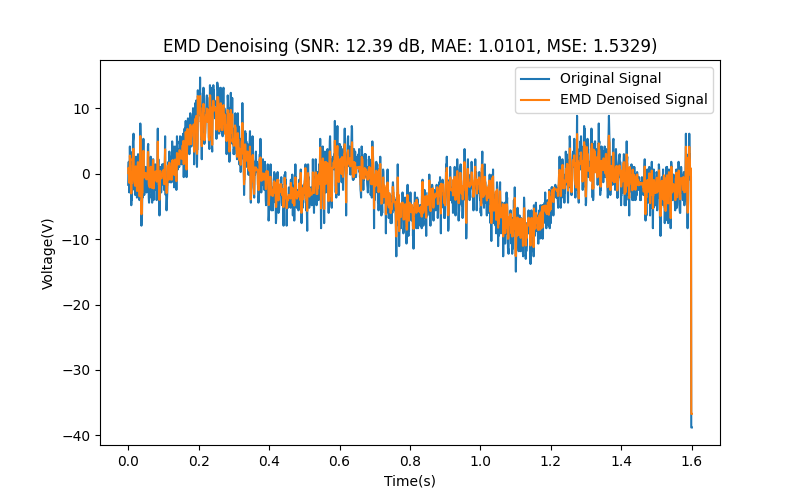 EMD Denoising (SNR: 12.39 dB, MAE: 1.0101, MSE: 1.5329)
Original Signal
EMD Denoised Signal
Voltage(V)
10
0
−10
−20
−30
−40
0.0 0.2 0.4 0.6 0.8 1.0 1.2 1.4 1.6
Time(s)